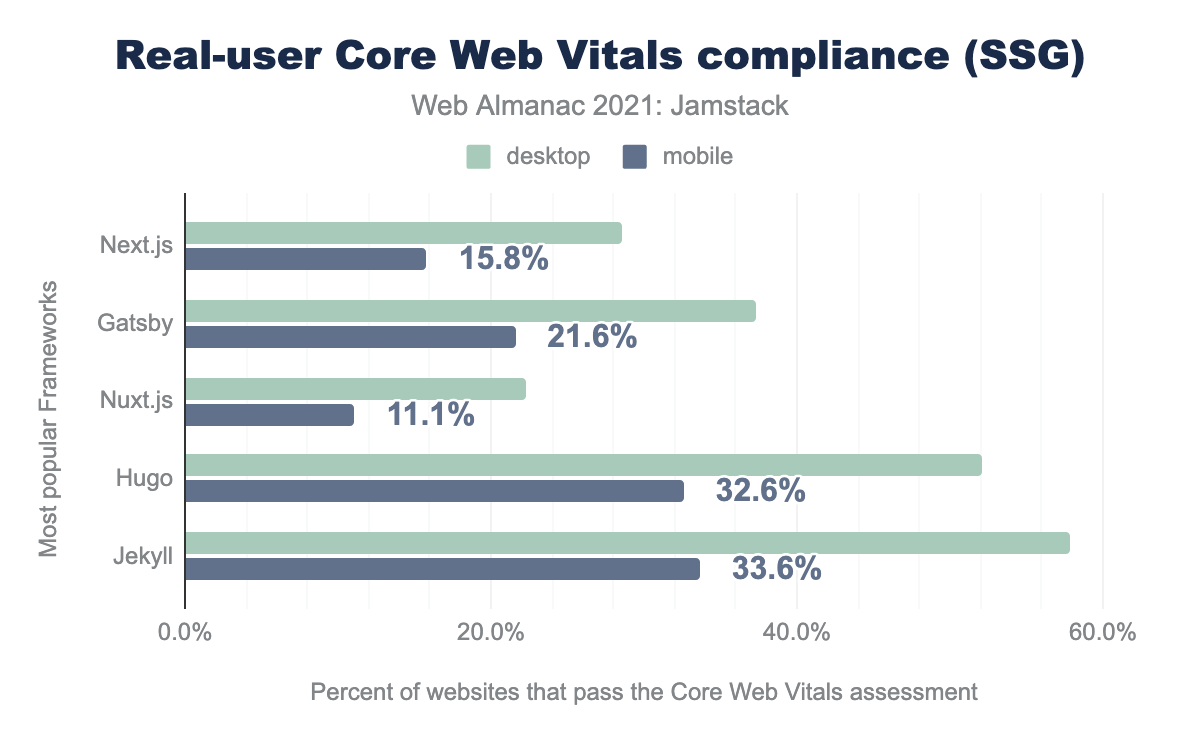 Real-user Core Web Vitals compliance (SSG)
Web Almanac 2021: Jamstack
desktop mobile
Most popular Frameworks
Next.js 15.8%
Gatsby 21.6%
Nuxt.js 11.1%
Hugo 32.6%
Jekyll 33.6%
0.0% 20.0% 40.0% 60.0%
Percent of websites that pass the Core Web Vitals assessment